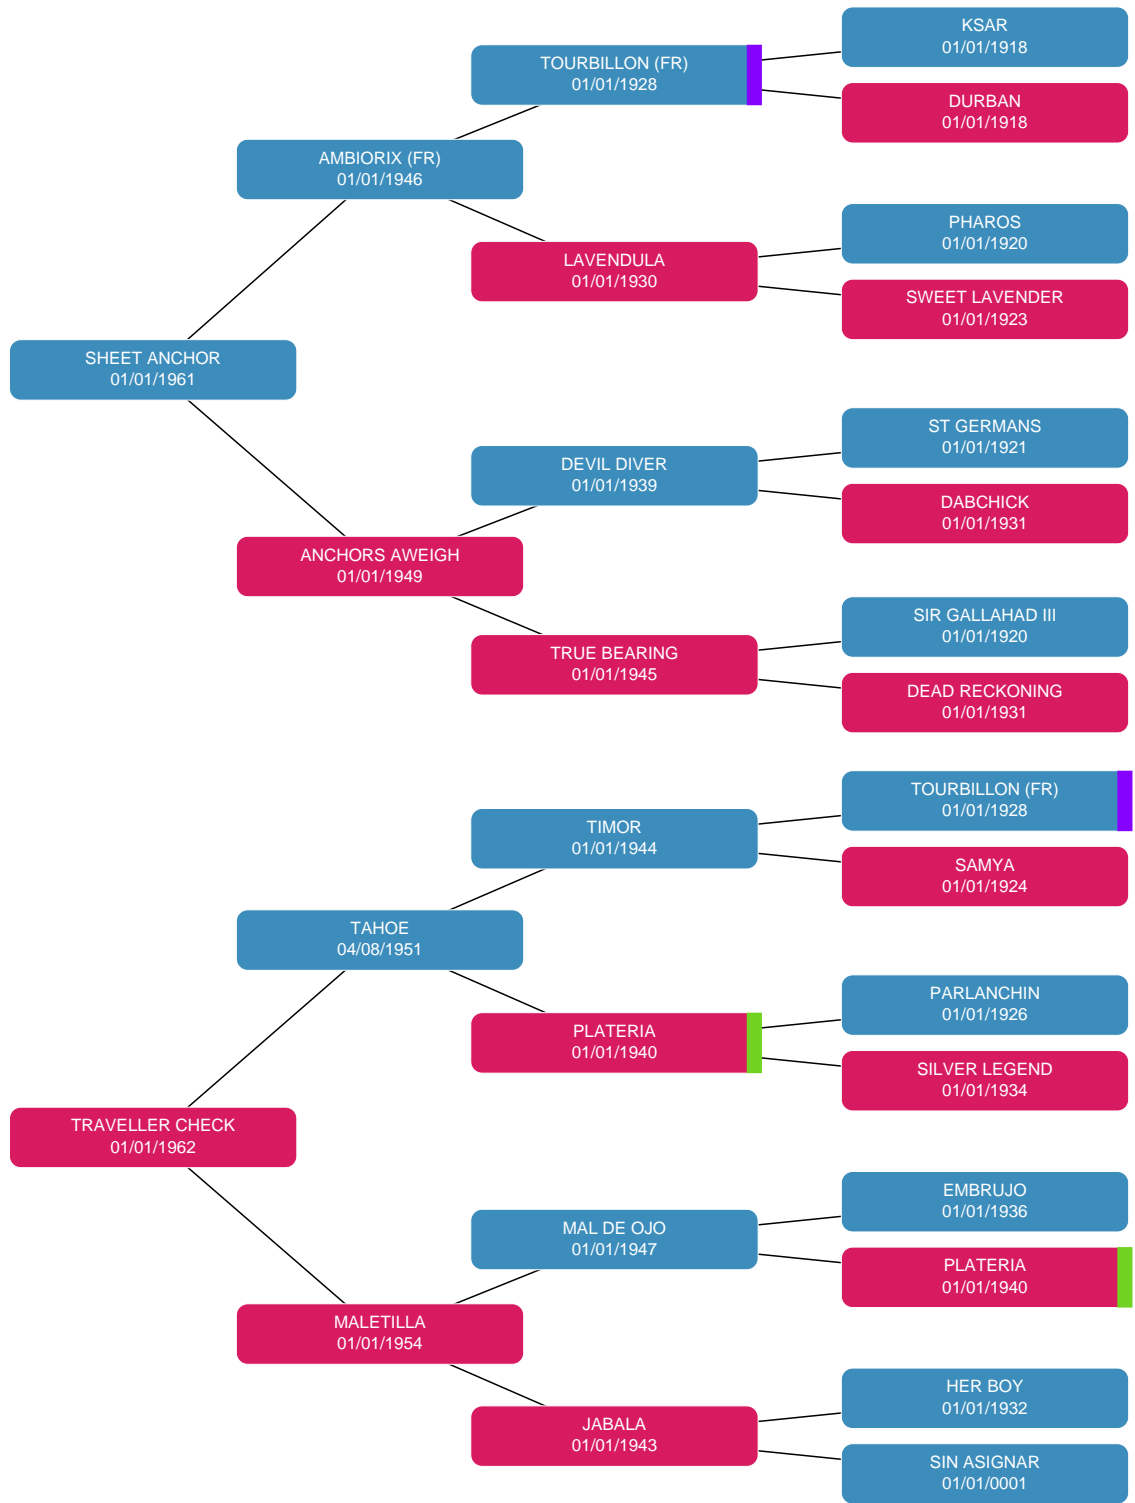 KSAR
01/01/1918
TOURBILLON (FR)
01/01/1928
DURBAN
01/01/1918
AMBIORIX (FR)
01/01/1946
PHAROS
01/01/1920
LAVENDULA
01/01/1930
SWEET LAVENDER
01/01/1923
SHEET ANCHOR
01/01/1961
ST GERMANS
01/01/1921
DEVIL DIVER
01/01/1939
DABCHICK
01/01/1931
ANCHORS AWEIGH
01/01/1949
SIR GALLAHAD III
01/01/1920
TRUE BEARING
01/01/1945
DEAD RECKONING
01/01/1931
TOURBILLON (FR)
01/01/1928
TIMOR
01/01/1944
SAMYA
01/01/1924
TAHOE
04/08/1951
PARLANCHIN
01/01/1926
PLATERIA
01/01/1940
SILVER LEGEND
01/01/1934
TRAVELLER CHECK
01/01/1962
EMBRUJO
01/01/1936
MAL DE OJO
01/01/1947
PLATERIA
01/01/1940
MALETILLA
01/01/1954
HER BOY
01/01/1932
JABALA
01/01/1943
SIN ASIGNAR
01/01/0001